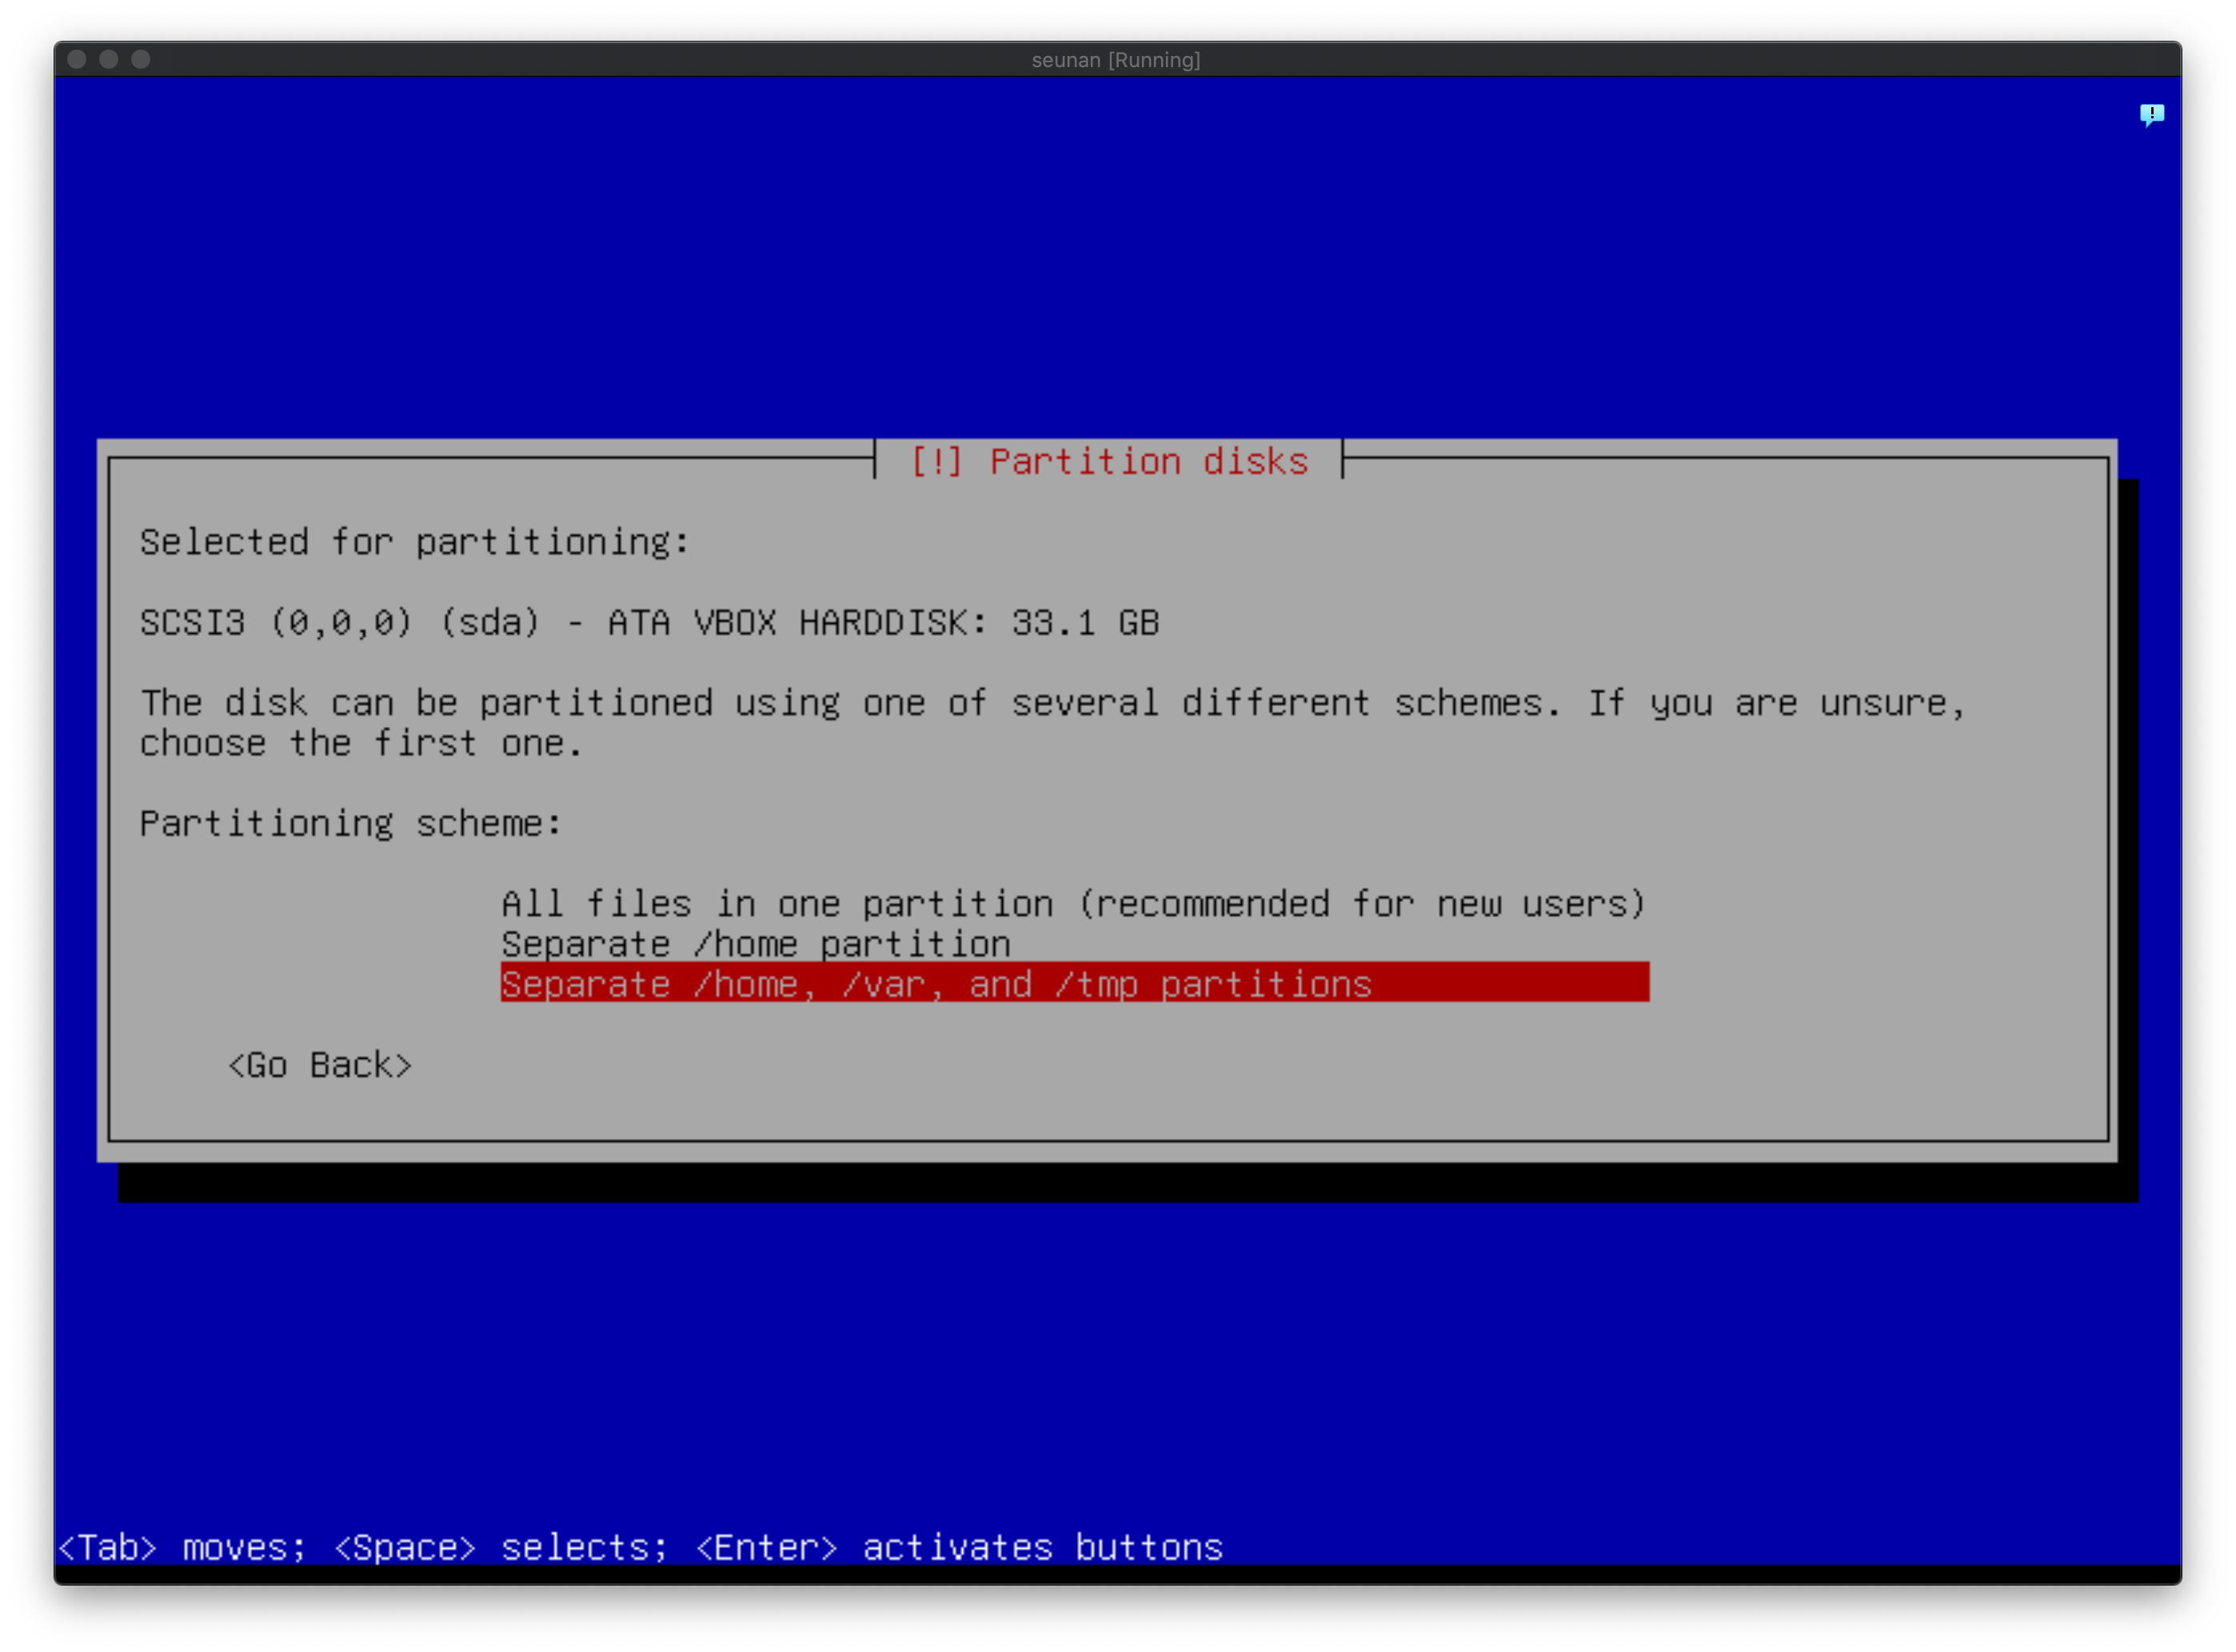 seunan [Running]
[!] Partition disks
Selected for partitioning:
SCSI3 (0,0,0) (sda) - ATA VBOX HARDDISK: 33.1 GB
The disk can be partitioned using one of several different schemes. If you are unsure,
choose the first one.
Partitioning scheme:
All files in one partition (recommended for new users)
Separate /home partition
Separate /home, /var, and /tmp partitions
<Go Back>
<Tab> moves; <Space> selects; <Enter> activates buttons